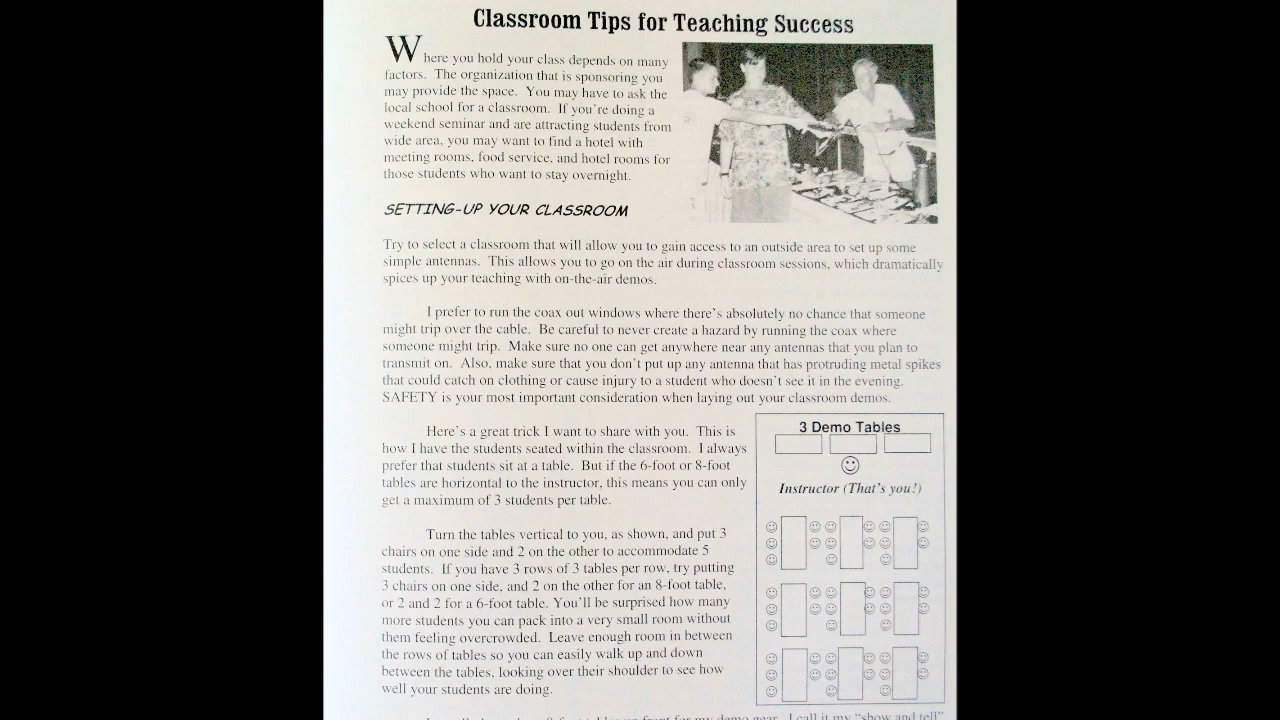 Classroom Tips for Teaching Success
Where you hold your class depends on many
factors. The organization that is sponsoring you
may provide the space. You may have to ask the
local school for a classroom. If you're doing a
weekend seminar and are attracting students from
wide area, you may want to find a hotel with
meeting rooms, food service, and hotel rooms for
those students who want to stay overnight.
SETTING-UP YOUR CLASSROOM
Try to select a classroom that will allow you to gain access to an outside area to set up some
simple antennas. This allows you to go on the air during classroom sessions, which dramatically
spices up your teaching with on-the-air demos.
I prefer to run the coax out windows where there's absolutely no chance that someone
might trip over the cable. Be careful to never create a hazard by running the coax where
someone might trip. Make sure no one can get anywhere near any antennas that you plan to
transmit on. Also, make sure that you don't put up any antenna that has protruding metal spikes
that could catch on clothing or cause injury to a student who doesn't see it in the evening.
SAFETY is your most important consideration when laying out your classroom demos.
Here's a great trick I want to share with you. This is
how I have the students seated within the classroom. I always
prefer that students sit at a table. But if the 6-foot or 8-foot
tables are horizontal to the instructor, this means you can only
get a maximum of 3 students per table.
Turn the tables vertical to you, as shown, and put 3
chairs on one side and 2 on the other to accommodate 5
students. If you have 3 rows of 3 tables per row, try putting
3 chairs on one side, and 2 on the other for an 8-foot table,
or 2 and 2 for a 6-foot table. You'll be surprised how many
more students you can pack into a very small room without
them feeling overcrowded. Leave enough room in between
the rows of tables so you can easily walk up and down
between the tables, looking over their shoulder to see how
well your students are doing.
3 Demo Tables
Instructor (That's you!)
up front for my demo gear. I call it my "show and tell"